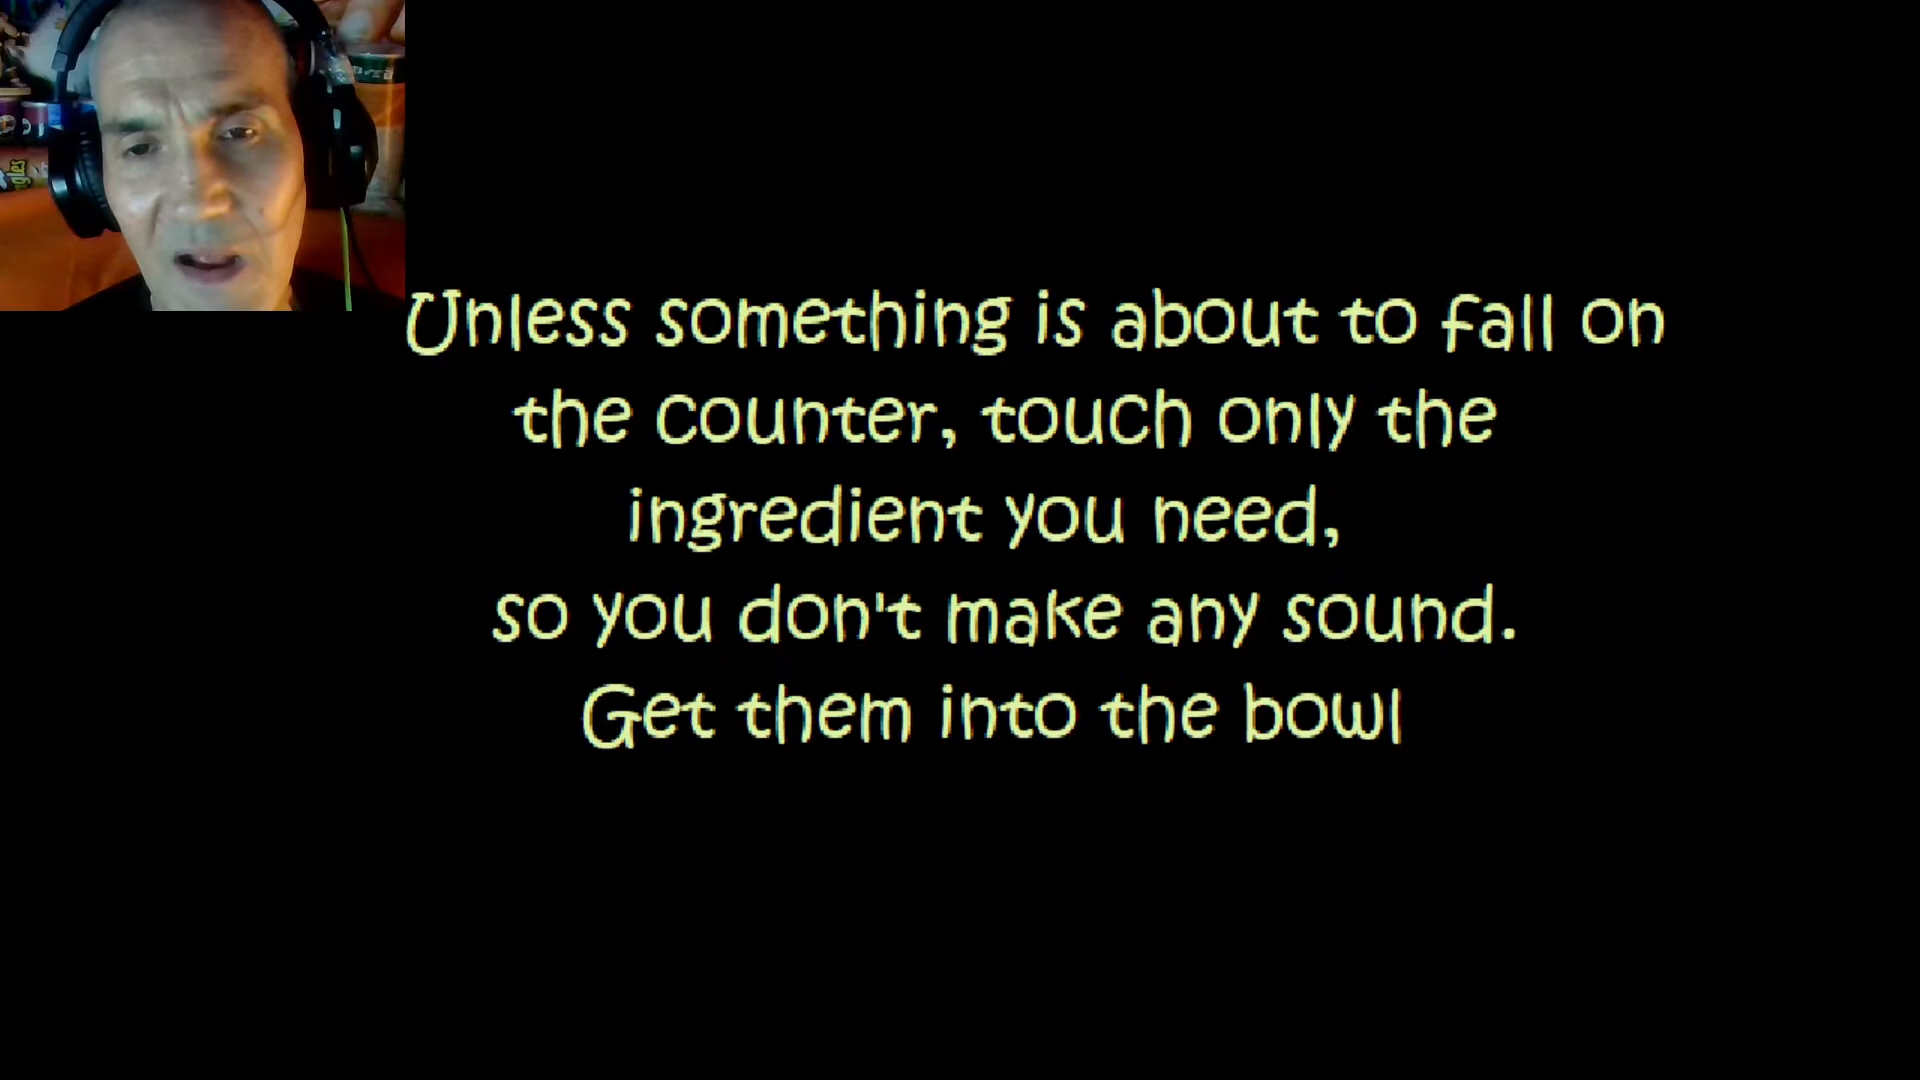 Unless something is about to fall on
the counter, touch only the
ingredient you need,
so you don't make any sound.
Get them into the bowl